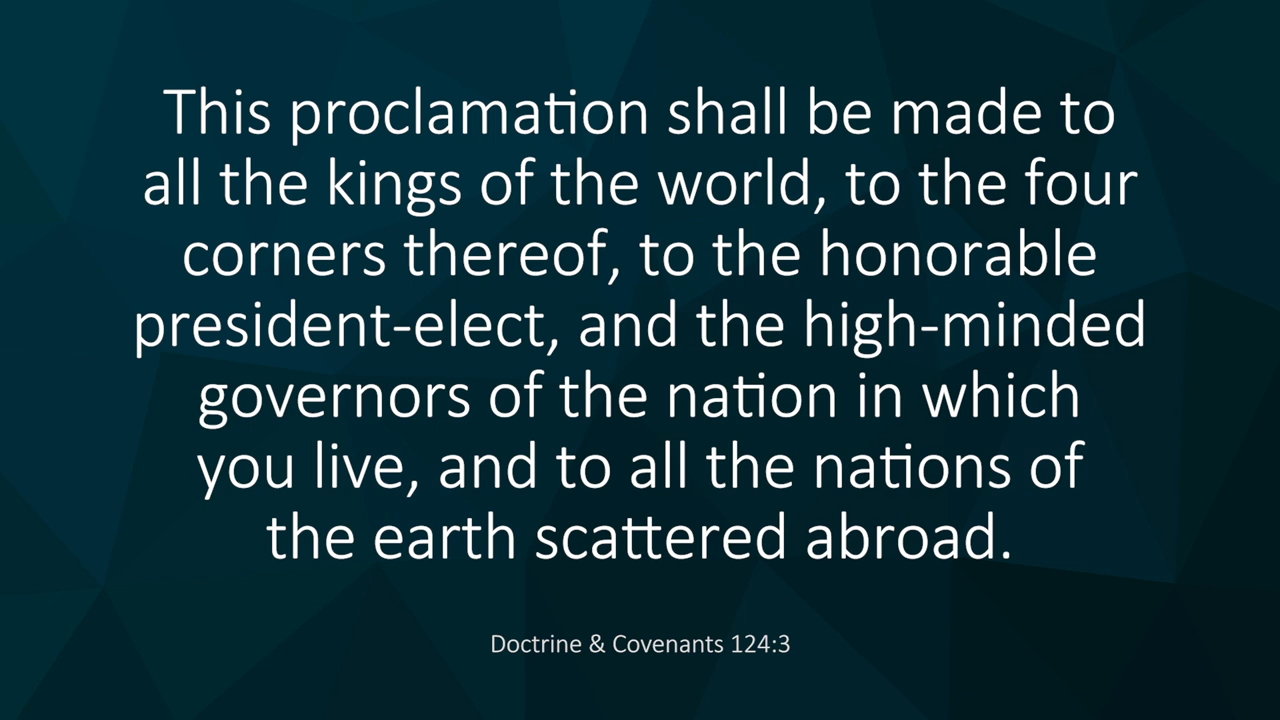 This proclamation shall be made to
all the kings of the world, to the four
corners thereof, to the honorable
president-elect, and the high-minded
governors of the nation in which
you live, and to all the nations of
the earth scattered abroad.
Doctrine & Covenants 124:3